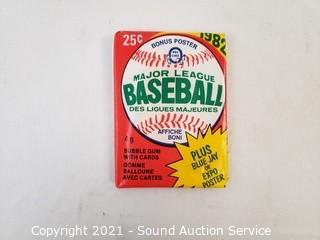 25¢
BONUS POSTER
1982
MAJOR LEAGUE
BASEBALL
DES LIGUES MAJEURES
AFFICHE
BONI
BUBBLE GUM
WITH CARDS
GOMME
BALLOUNE
AVEC CARTES
PLUS
BLUE JAY
OR
EXPO
POSTER
Copyright 2021 - Sound Auction Service